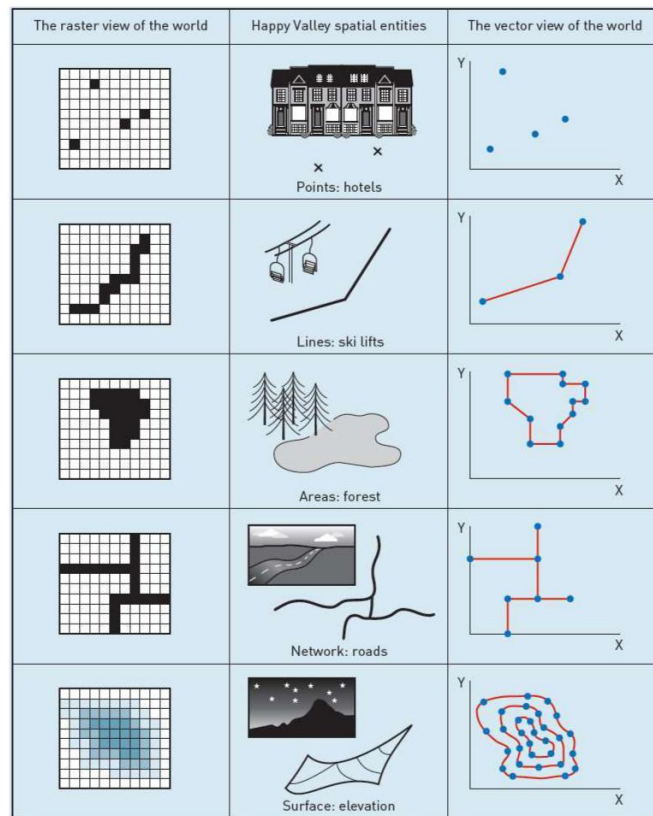 The raster view of the world
Happy Valley spatial entities
The vector view of the world
Points: hotels
Y
X
Lines: ski lifts
Y
X
Areas: forest
Y
X
Network: roads
Y
X
Surface: elevation
Y
X